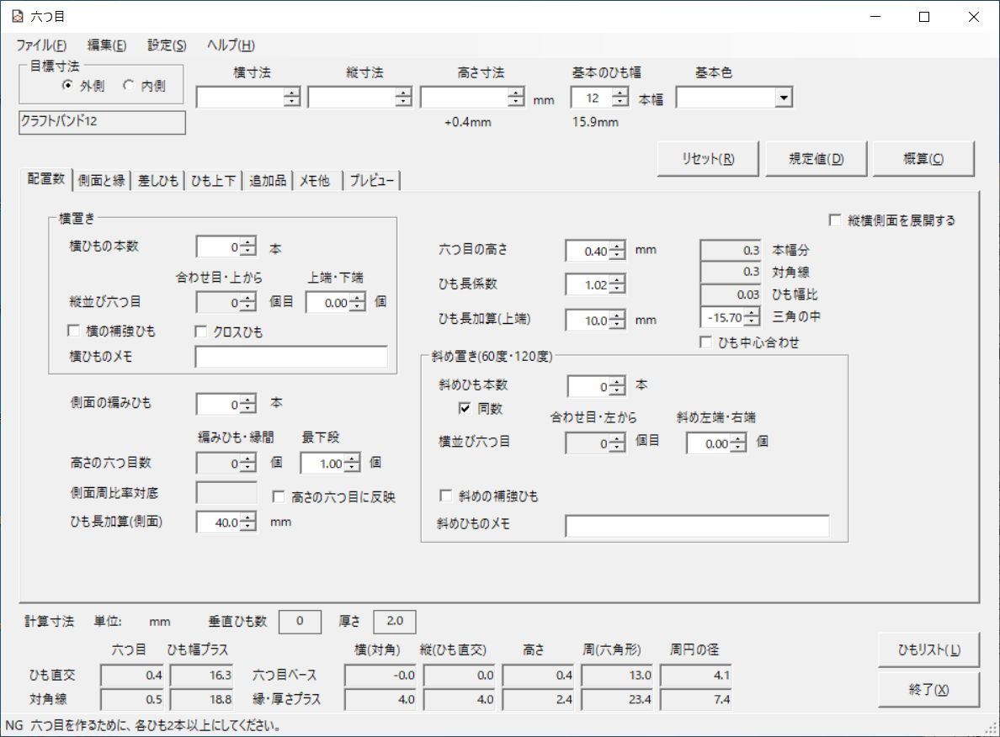 六つ目
ファイル(F) 編集(E) 設定(S) ヘルプ(H)
目標寸法
外側 内側
横寸法 縦寸法 高さ寸法 基本のひも幅 基本色
mm 12 本幅
クラフトバンド12
+0.4mm 15.9mm
リセット(R) 規定値(D) 概算(C)
配置数 側面と縁 差しひも ひも上下 追加品 メモ他 プレビュー
縦横側面を展開する
横置き
横ひもの本数 0 本
合わせ目・上から 上端・下端
縦並び六つ目 0 個目 0.00 個
横の補強ひも クロスひも
横ひものメモ
側面の編みひも 0 本
編みひも・縁間 最下段
高さの六つ目数 0 個 1.00 個
側面周比率対底 高さの六つ目に反映
ひも長加算(側面) 40.0 mm
六つ目の高さ 0.40 mm
ひも長係数 1.02
ひも長加算(上端) 10.0 mm
0.3 本幅分
0.3 対角線
0.03 ひも幅比
-15.70 三角の中
ひも中心合わせ
斜め置き(60度・120度)
斜めひも本数 0 本
同数
合わせ目・左から 斜め左端・右端
横並び六つ目 0 個目 0.00 個
斜めの補強ひも
斜めひものメモ
計算寸法 単位: mm 垂直ひも数 0 厚さ 2.0
六つ目 ひも幅プラス 横(対角) 縦(ひも直交) 高さ 周(六角形) 周円の径
ひも直交 0.4 16.3 六つ目ベース -0.0 0.0 0.4 13.0 4.1
対角線 0.5 18.8 縁・厚さプラス 4.0 4.0 2.4 23.4 7.4
ひもリスト(L)
終了(X)
NG 六つ目を作るために、各ひも2本以上にしてください。